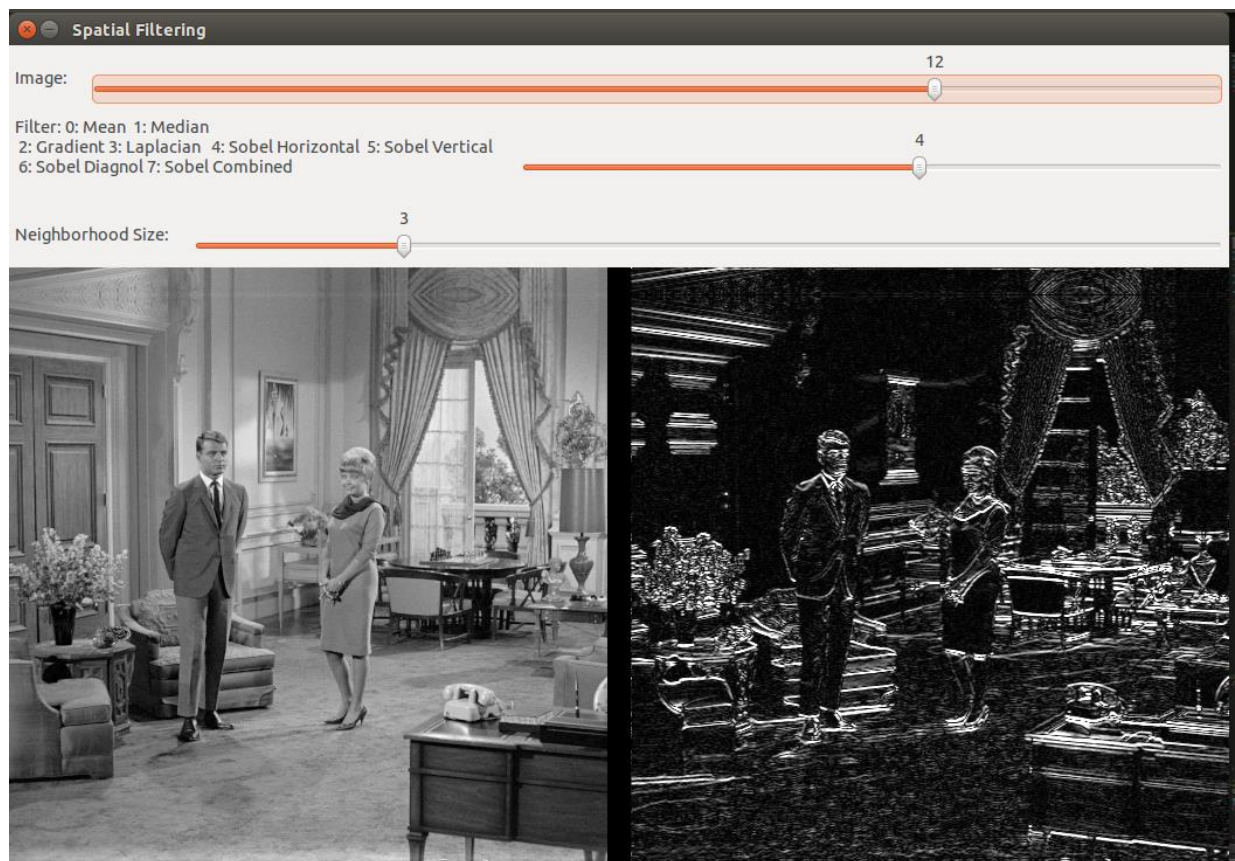 Spatial Filtering
12
Image:
Filter: 0: Mean 1: Median
2: Gradient 3: Laplacian 4: Sobel Horizontal 5: Sobel Vertical
4
6: Sobel Diagnol 7: Sobel Combined
3
Neighborhood Size: